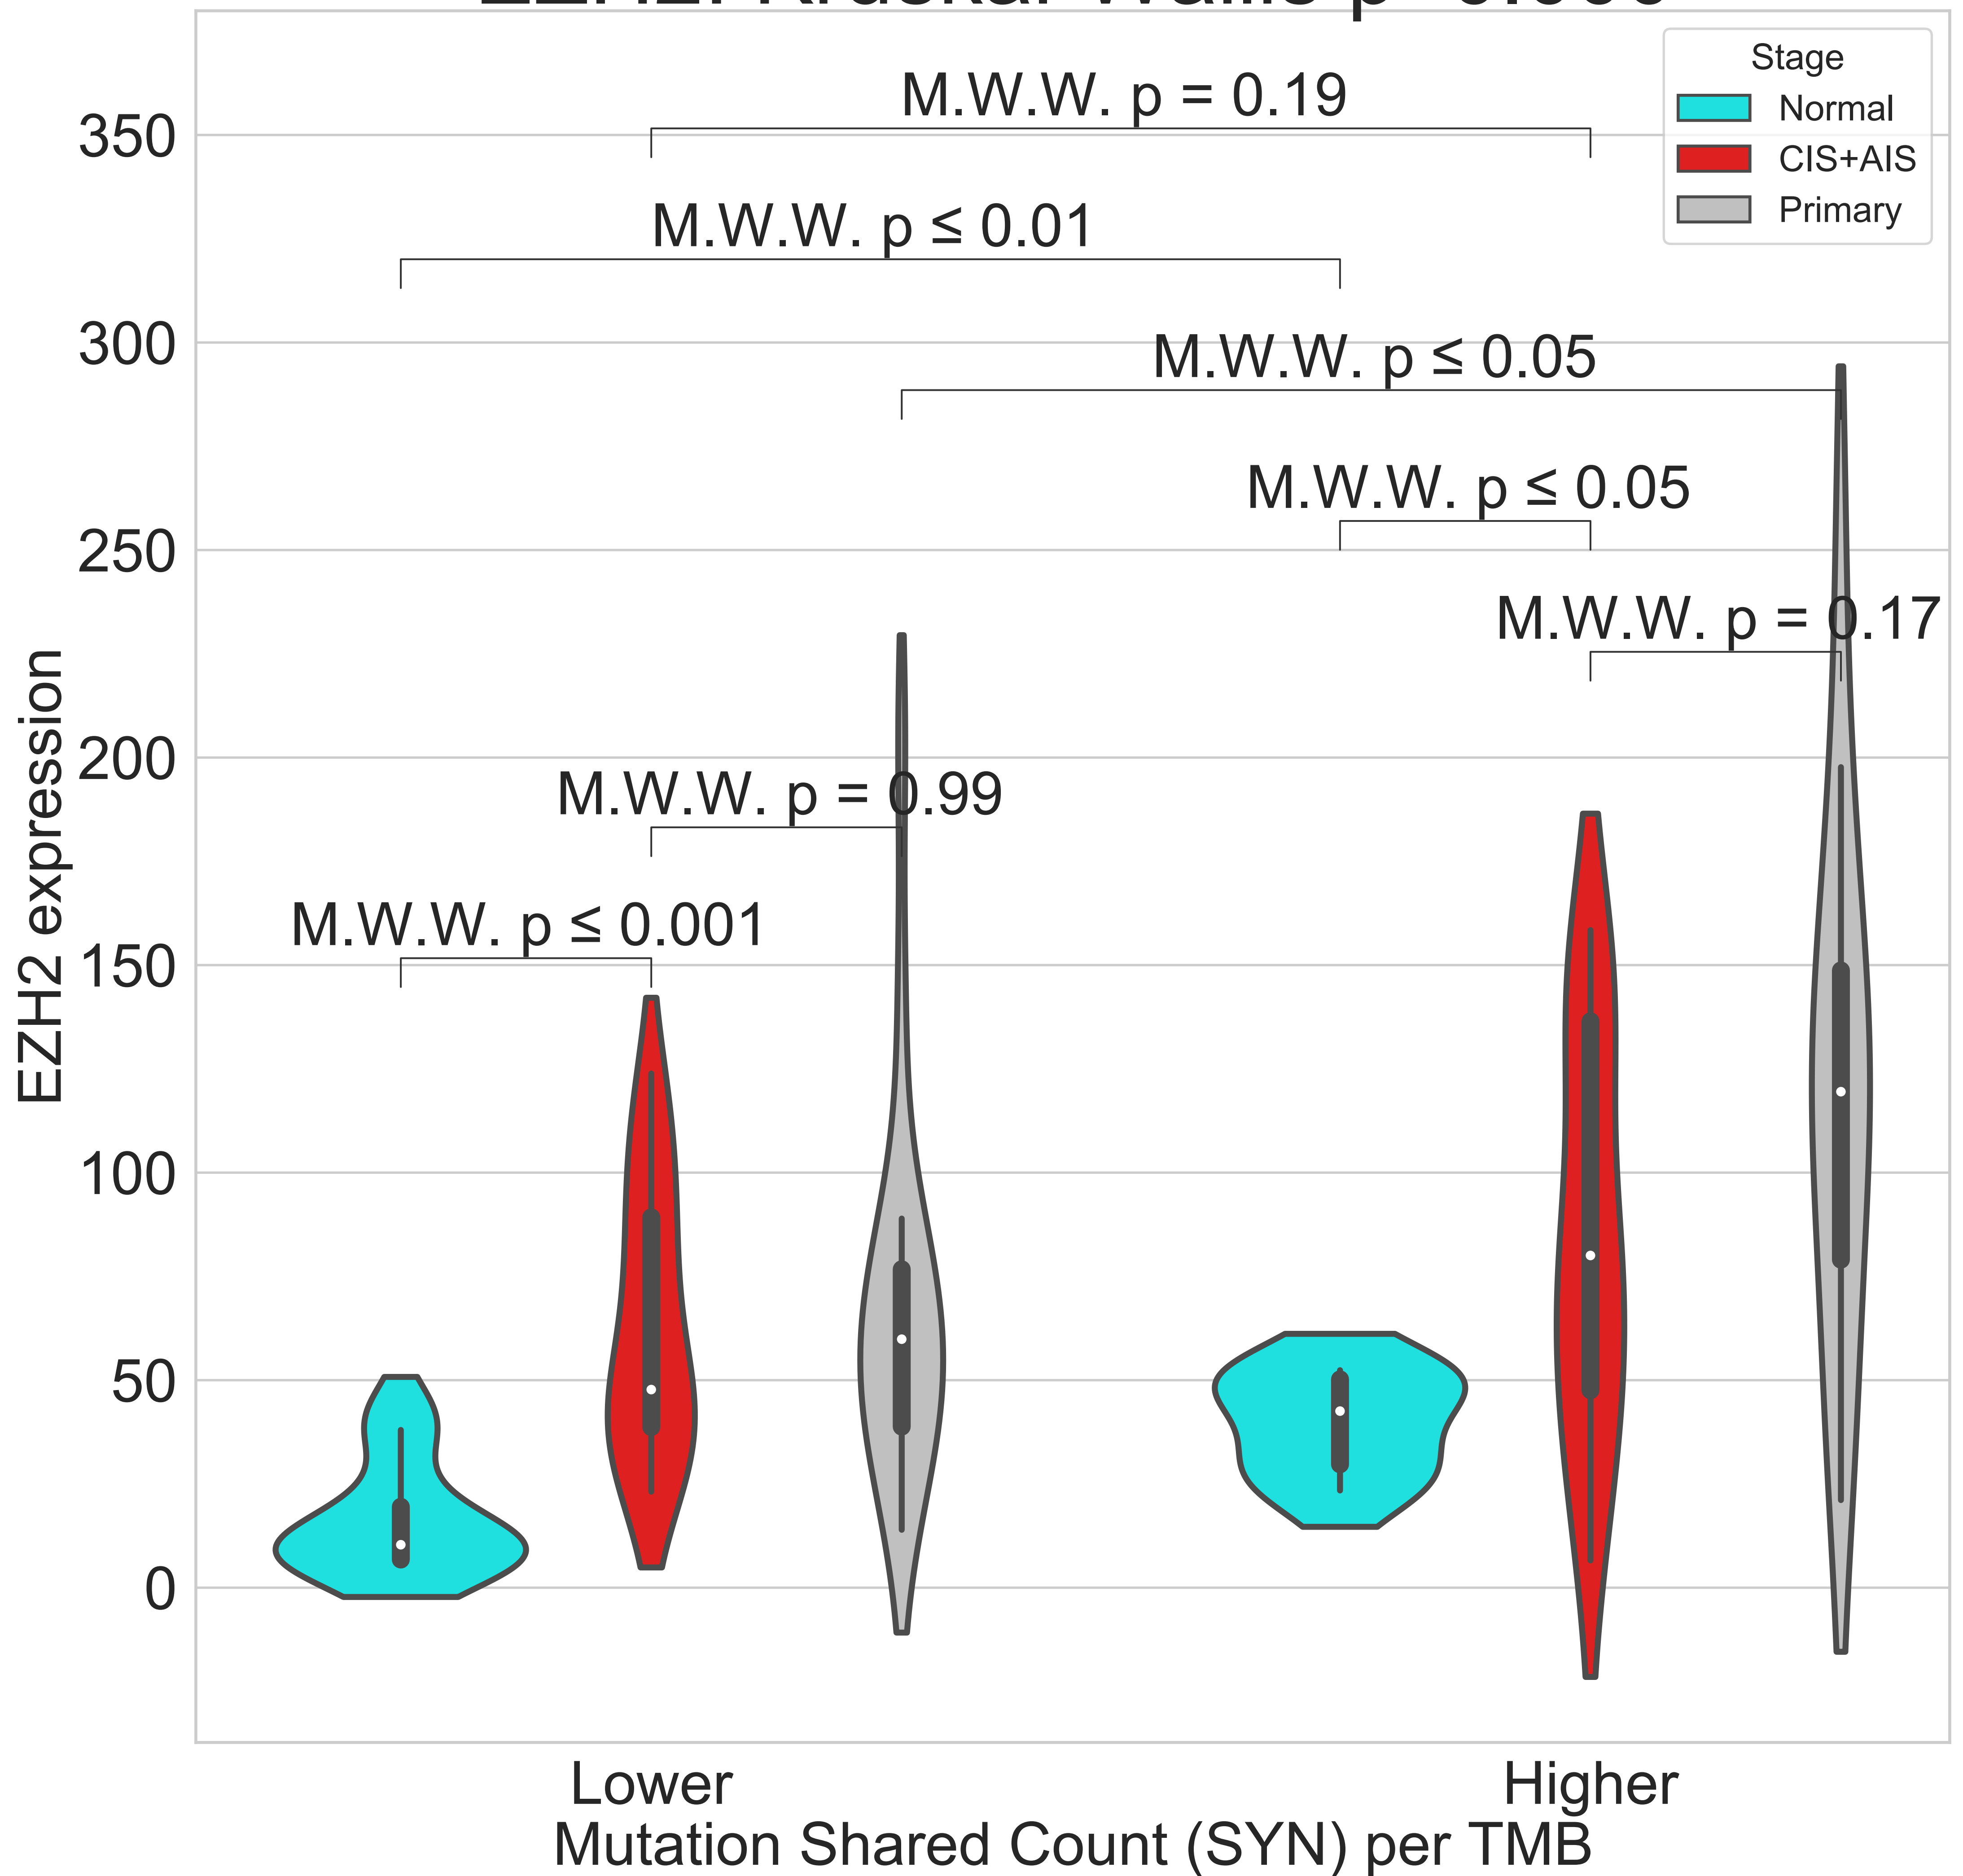 Stage
Normal
CIS+AIS
Primary
M.W.W. p = 0.19
M.W.W. p ≤ 0.01
M.W.W. p ≤ 0.05
M.W.W. p ≤ 0.05
M.W.W. p = 0.17
M.W.W. p = 0.99
M.W.W. p ≤ 0.001
350
300
250
200
150
100
50
0
EZH2 expression
Lower
Higher
Mutation Shared Count (SYN) per TMB